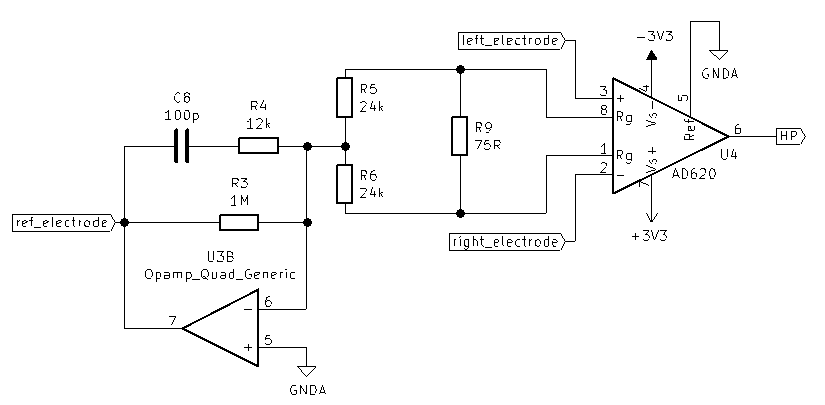 left_electrode
-3V3
GNDA
C8
100p
R4
12k
R5
24k
R9
75R
3
+
8
Rg
4
Vs-
5
Ref
6
HP
U4
AD620
1
Rg
2
-
7
Vs+
+3V3
R3
1M
R6
24k
ref_electrode
right_electrode
U3B
Opamp_Quad_Generic
7
-
6
+
5
GNDA